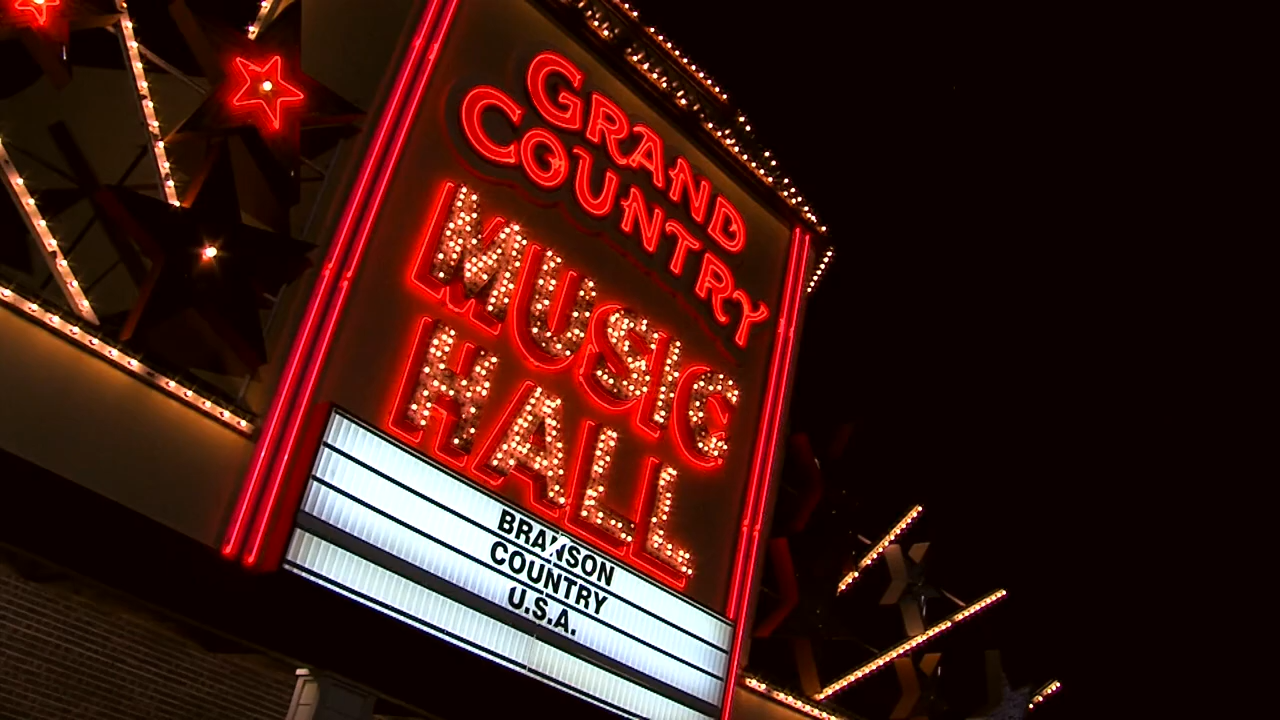 GRAND
COUNTRY
MUSIC
HALL
BRANSON
COUNTRY
U.S.A.